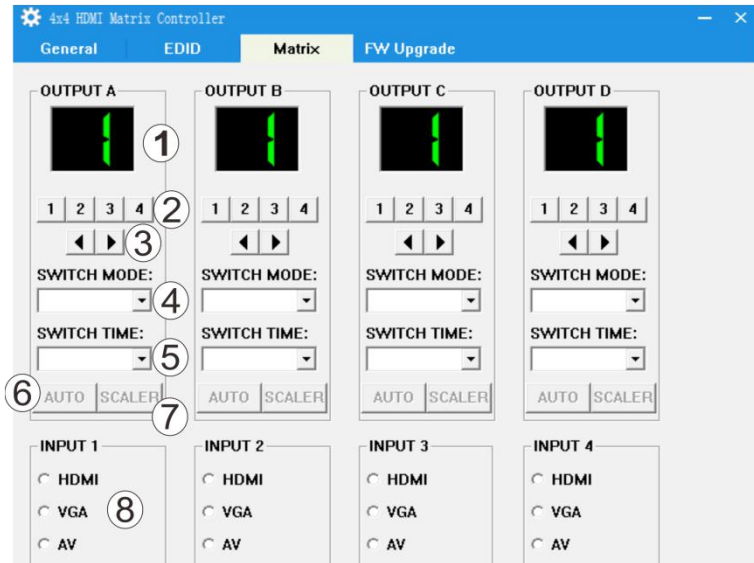 4x4 HDMI Matrix Controller
General EDID Matrix FW Upgrade
OUTPUT A OUTPUT B OUTPUT C OUTPUT D
1 1 1 1
①
1 2 3 4 ② 1 2 3 4 1 2 3 4 1 2 3 4
③
SWITCH MODE: SWITCH MODE: SWITCH MODE: SWITCH MODE:
④
SWITCH TIME: SWITCH TIME: SWITCH TIME: SWITCH TIME:
⑤
⑥ AUTO SCALER AUTO SCALER AUTO SCALER AUTO SCALER
⑦
INPUT 1 INPUT 2 INPUT 3 INPUT 4
HDMI HDMI HDMI HDMI
VGA ⑧ VGA VGA VGA
AV AV AV AV